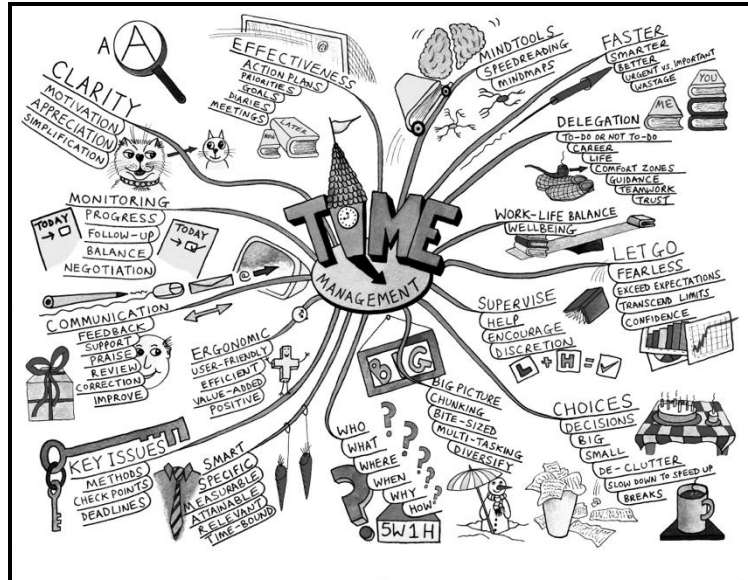 TIME
MANAGEMENT
A A
CLARITY
MOTIVATION
APPRECIATION
SIMPLIFICATION
EFFECTIVENESS
ACTION PLANS
PRIORITIES
GOALS
DIARIES
MEETINGS
NOW
LATER
MINDTOOLS
SPEEDREADING
MINDMAPS
FASTER
SMARTER
BETTER
URGENT VS. IMPORTANT
WASTAGE
ME
YOU
DELEGATION
TO-DO OR NOT TO-DO
CAREER
LIFE
COMFORT ZONES
GUIDANCE
TEAMWORK
TRUST
WORK-LIFE BALANCE
WELLBEING
LET GO
FEARLESS
EXCEED EXPECTATIONS
TRANSCEND LIMITS
CONFIDENCE
SUPERVISE
HELP
ENCOURAGE
DISCRETION
L + H = ✓
CHOICES
DECISIONS
BIG
SMALL
DE-CLUTTER
SLOW DOWN TO SPEED UP
BREAKS
BIG
BIG PICTURE
CHUNKING
BITE-SIZED
MULTI-TASKING
DIVERSIFY
WHO
WHAT
WHERE
WHEN
WHY
HOW
? ? ? ? ? ?
5W1H
SMART
SPECIFIC
MEASURABLE
ATTAINABLE
RELEVANT
TIME-BOUND
ERGONOMIC
USER-FRIENDLY
EFFICIENT
VALUE-ADDED
POSITIVE
KEY ISSUES
METHODS
CHECKPOINTS
DEADLINES
COMMUNICATION
FEEDBACK
SUPPORT
PRAISE
REVIEW
CORRECTION
IMPROVE
@
MONITORING
PROGRESS
FOLLOW-UP
BALANCE
NEGOTIATION
TODAY
TODAY